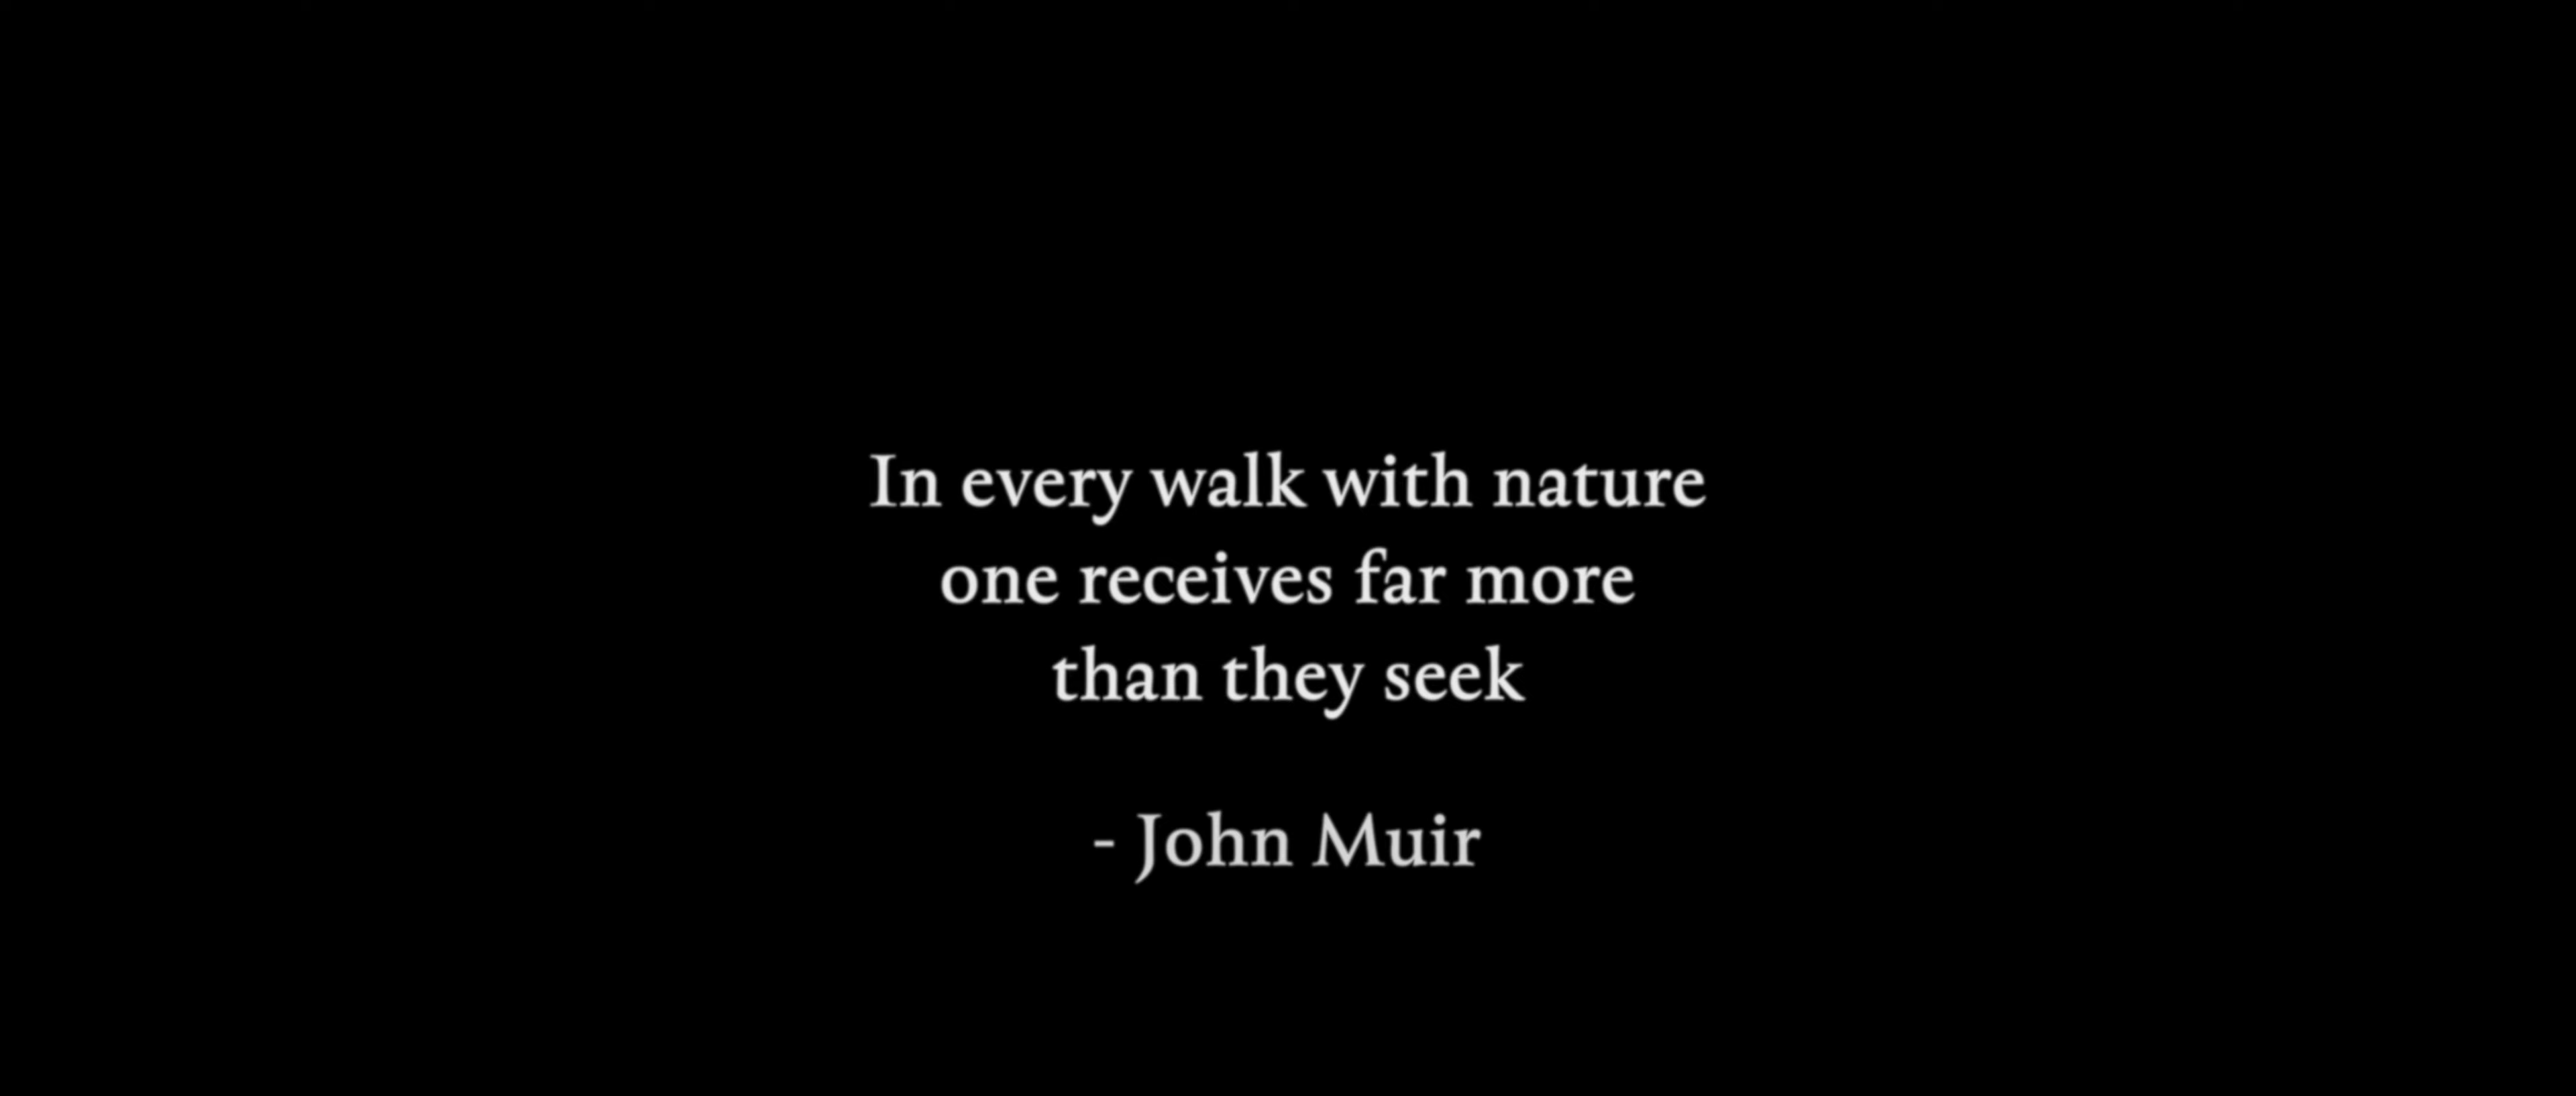 In every walk with nature
one receives far more
than they seek
- John Muir